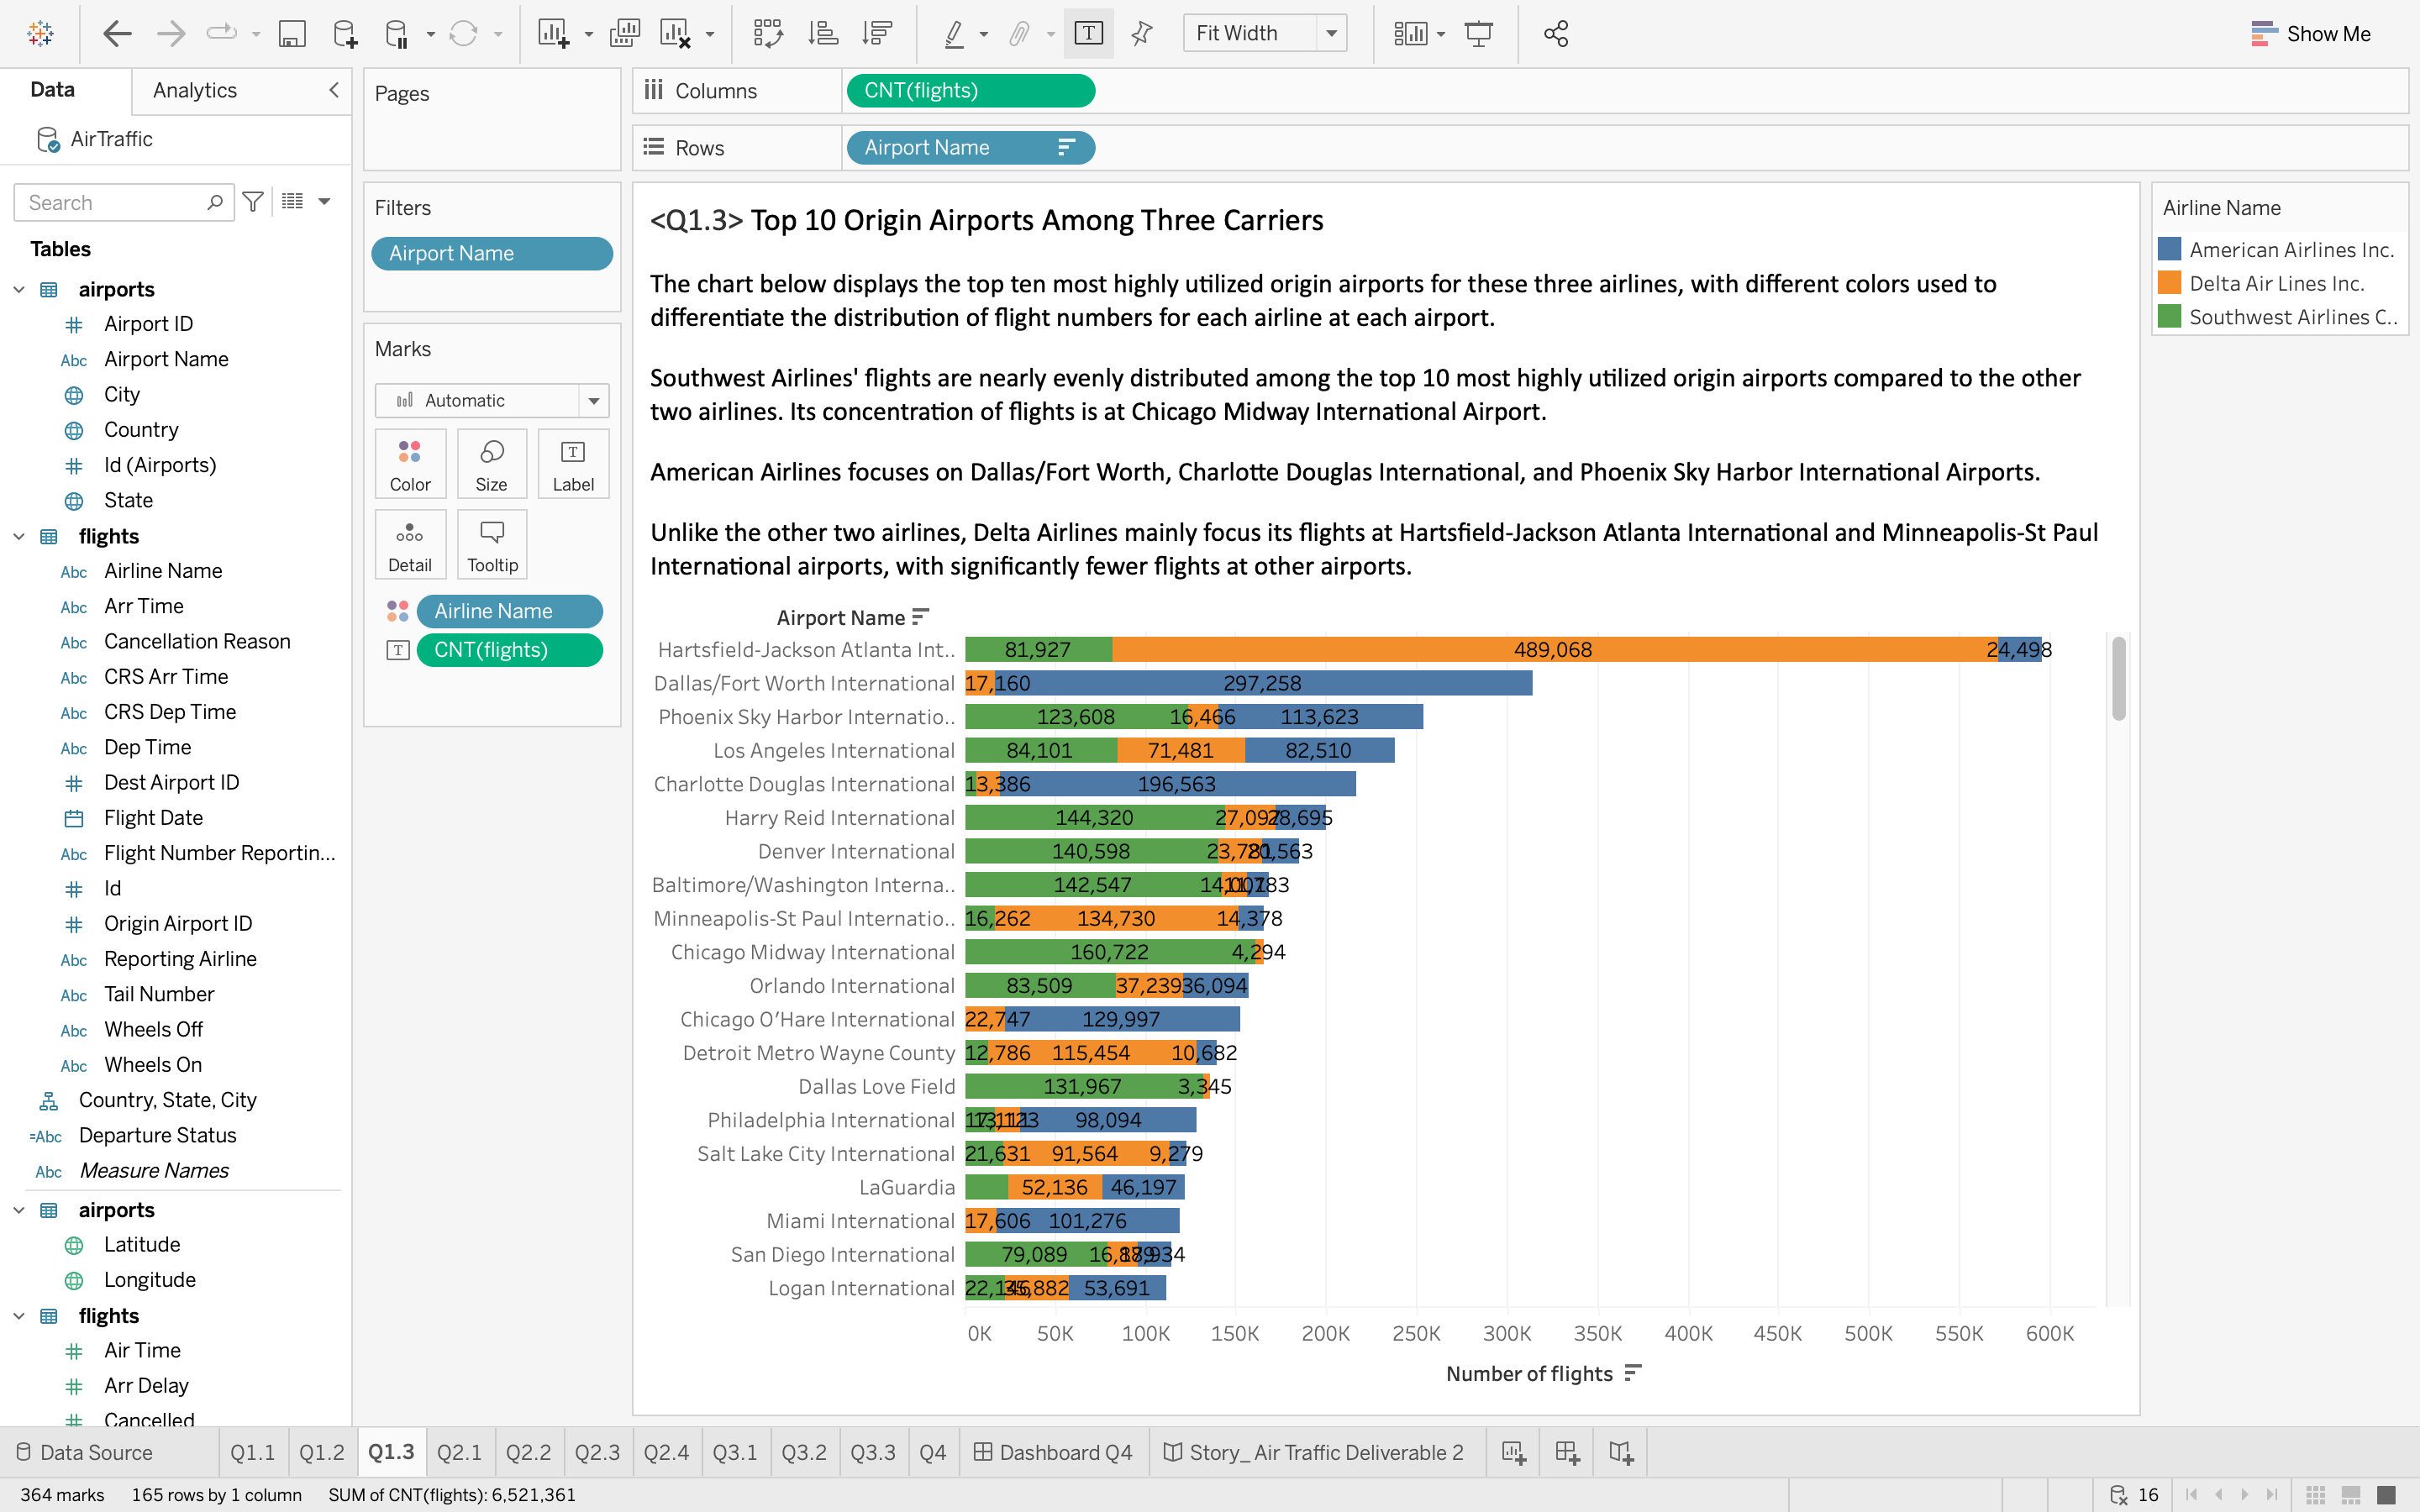 Fit Width
Show Me
Data
Analytics
Pages
Columns
CNT(flights)
AirTraffic
Rows
Airport Name
Search
Filters
Airport Name
Tables
airports
Airport ID
Airport Name
City
Country
Id (Airports)
State
flights
Airline Name
Arr Time
Cancellation Reason
CRS Arr Time
CRS Dep Time
Dep Time
Dest Airport ID
Flight Date
Flight Number Reportin...
Id
Origin Airport ID
Reporting Airline
Tail Number
Wheels Off
Wheels On
Country, State, City
Departure Status
Measure Names
airports
Latitude
Longitude
flights
Air Time
Arr Delay
Cancelled
Marks
Automatic
Color
Size
Label
Detail
Tooltip
Airline Name
CNT(flights)
<Q1.3> Top 10 Origin Airports Among Three Carriers
The chart below displays the top ten most highly utilized origin airports for these three airlines, with different colors used to
differentiate the distribution of flight numbers for each airline at each airport.
Southwest Airlines' flights are nearly evenly distributed among the top 10 most highly utilized origin airports compared to the other
two airlines. Its concentration of flights is at Chicago Midway International Airport.
American Airlines focuses on Dallas/Fort Worth, Charlotte Douglas International, and Phoenix Sky Harbor International Airports.
Unlike the other two airlines, Delta Airlines mainly focus its flights at Hartsfield-Jackson Atlanta International and Minneapolis-St Paul
International airports, with significantly fewer flights at other airports.
Airport Name
Hartsfield-Jackson Atlanta Int.. 81,927 489,068 24,498
Dallas/Fort Worth International 17,160 297,258
Phoenix Sky Harbor Internatio.. 123,608 16,466 113,623
Los Angeles International 84,101 71,481 82,510
Charlotte Douglas International 13,386 196,563
Harry Reid International 144,320 27,097 28,695
Denver International 140,598 20,563
Baltimore/Washington Interna.. 142,547
Minneapolis-St Paul Internatio.. 16,262 134,730 14,378
Chicago Midway International 160,722 4,294
Orlando International 83,509 37,239 36,094
Chicago O'Hare International 22,747 129,997
Detroit Metro Wayne County 12,786 115,454 10,682
Dallas Love Field 131,967 3,345
Philadelphia International 98,094
Salt Lake City International 21,631 91,564 9,279
LaGuardia 52,136 46,197
Miami International 17,606 101,276
San Diego International 79,089
Logan International 53,691
0K 50K 100K 150K 200K 250K 300K 350K 400K 450K 500K 550K 600K
Number of flights
Airline Name
American Airlines Inc.
Delta Air Lines Inc.
Southwest Airlines C..
Data Source Q1.1 Q1.2 Q1.3 Q2.1 Q2.2 Q2.3 Q2.4 Q3.1 Q3.2 Q3.3 Q4 Dashboard Q4 Story_ Air Traffic Deliverable 2
364 marks 165 rows by 1 column SUM of CNT(flights): 6,521,361 16